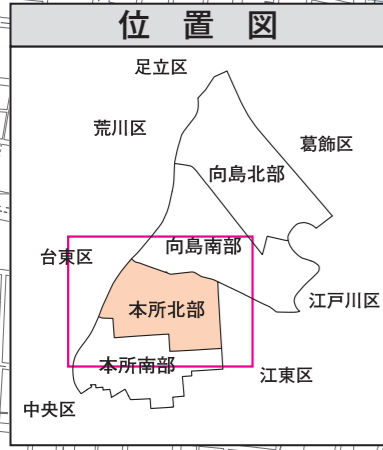 位置図
足立区
荒川区
葛飾区
向島北部
向島南部
台東区
江戸川区
本所北部
本所南部
江東区
中央区